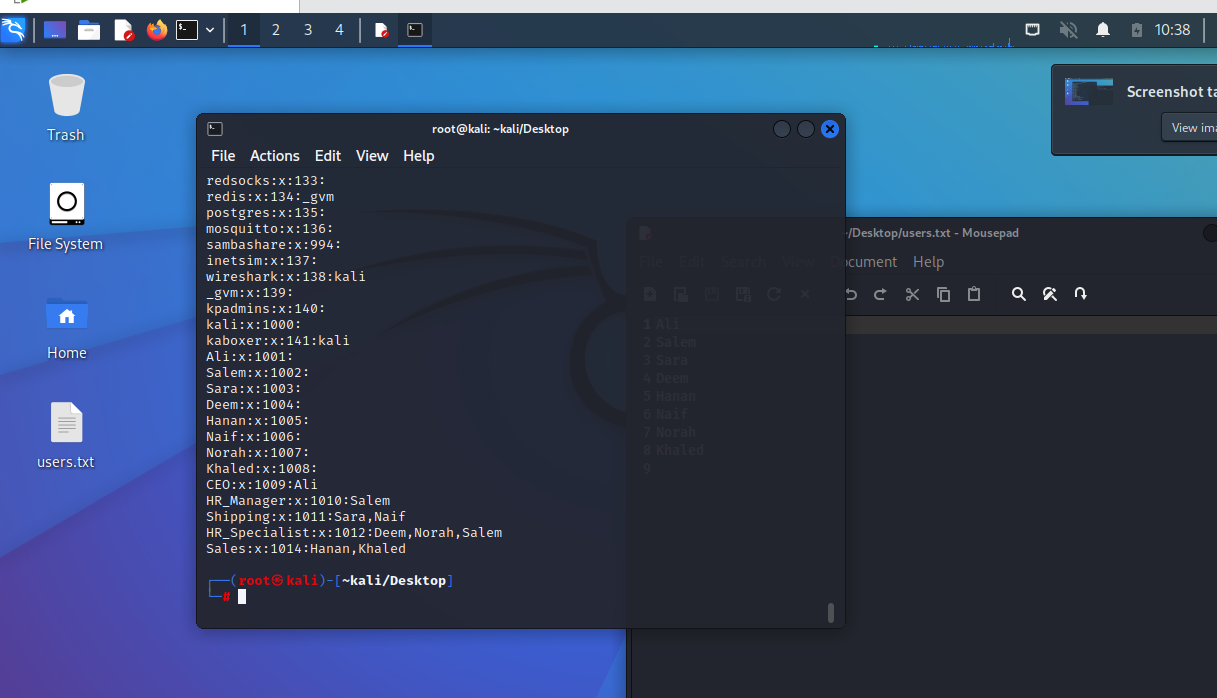 1 2 3 4
10:38
Trash
File System
Home
users.txt
Screenshot ta
View ima
root@kali: ~kali/Desktop
File Actions Edit View Help
redsocks:x:133:
redis:x:134:_gvm
postgres:x:135:
mosquitto:x:136:
sambashare:x:994:
inetsim:x:137:
wireshark:x:138:kali
_gvm:x:139:
kpadmins:x:140:
kali:x:1000:
kaboxer:x:141:kali
Ali:x:1001:
Salem:x:1002:
Sara:x:1003:
Deem:x:1004:
Hanan:x:1005:
Naif:x:1006:
Norah:x:1007:
Khaled:x:1008:
CEO:x:1009:Ali
HR_Manager:x:1010:Salem
Shipping:x:1011:Sara,Naif
HR_Specialist:x:1012:Deem,Norah,Salem
Sales:x:1014:Hanan,Khaled
┌──(root㉿kali)-[~kali/Desktop]
└─#
~/Desktop/users.txt - Mousepad
File Edit Search View Document Help
1 Ali
2 Salem
3 Sara
4 Deem
5 Hanan
6 Naif
7 Norah
8 Khaled
9